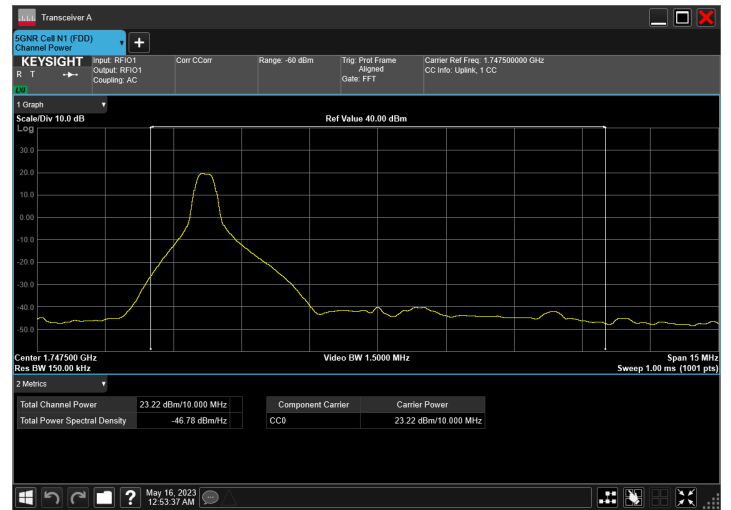 Transceiver A
5GNR Cell N1 (FDD)
Channel Power
KEYSIGHT
R T
LXI
Input: RFIO1
Output: RFIO1
Coupling: AC
Corr CCorr
Range: -60 dBm
Trig: Prot Frame
Aligned
Gate: FFT
Carrier Ref Freq: 1.747500000 GHz
CC Info: Uplink, 1 CC
1 Graph
Scale/Div 10.0 dB
Ref Value 40.00 dBm
Log
30.0
20.0
10.0
0.00
-10.0
-20.0
-30.0
-40.0
-50.0
Center 1.747500 GHz
Video BW 1.5000 MHz
Span 15 MHz
Res BW 150.00 kHz
Sweep 1.00 ms (1001 pts)
2 Metrics
Total Channel Power 23.22 dBm/10.000 MHz
Total Power Spectral Density -46.78 dBm/Hz
Component Carrier Carrier Power
CC0 23.22 dBm/10.000 MHz
?
May 16, 2023
12:53:37 AM